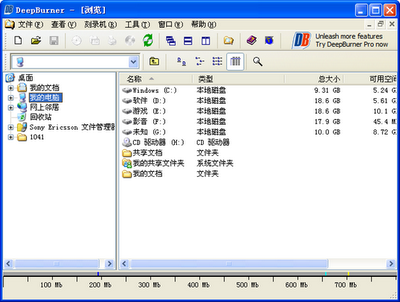 DeepBurner - [浏览]
文件(F) 查看(V) 刻录机(R) 工具(T) 窗口(W) 帮助(H)
DB Unleash more features
Try DeepBurner Pro now
桌面
我的文档
我的电脑
网上邻居
回收站
Sony Ericsson 文件管理器
1041
名称 类型 总大小 可用空间
Windows (C:) 本地磁盘 9.31 GB 5.24 G
软件 (D:) 本地磁盘 18.6 GB 5.61 G
游戏 (E:) 本地磁盘 18.6 GB 10.1 G
影音 (F:) 本地磁盘 17.9 GB 45.4 M
未知 (G:) 本地磁盘 10.0 GB 8.72 G
CD 驱动器 (H:) CD 驱动器
共享文档 文件夹
我的共享文件夹 系统文件夹
我的文档 文件夹
100 Mb 200 Mb 300 Mb 400 Mb 500 Mb 600 Mb 700 Mb